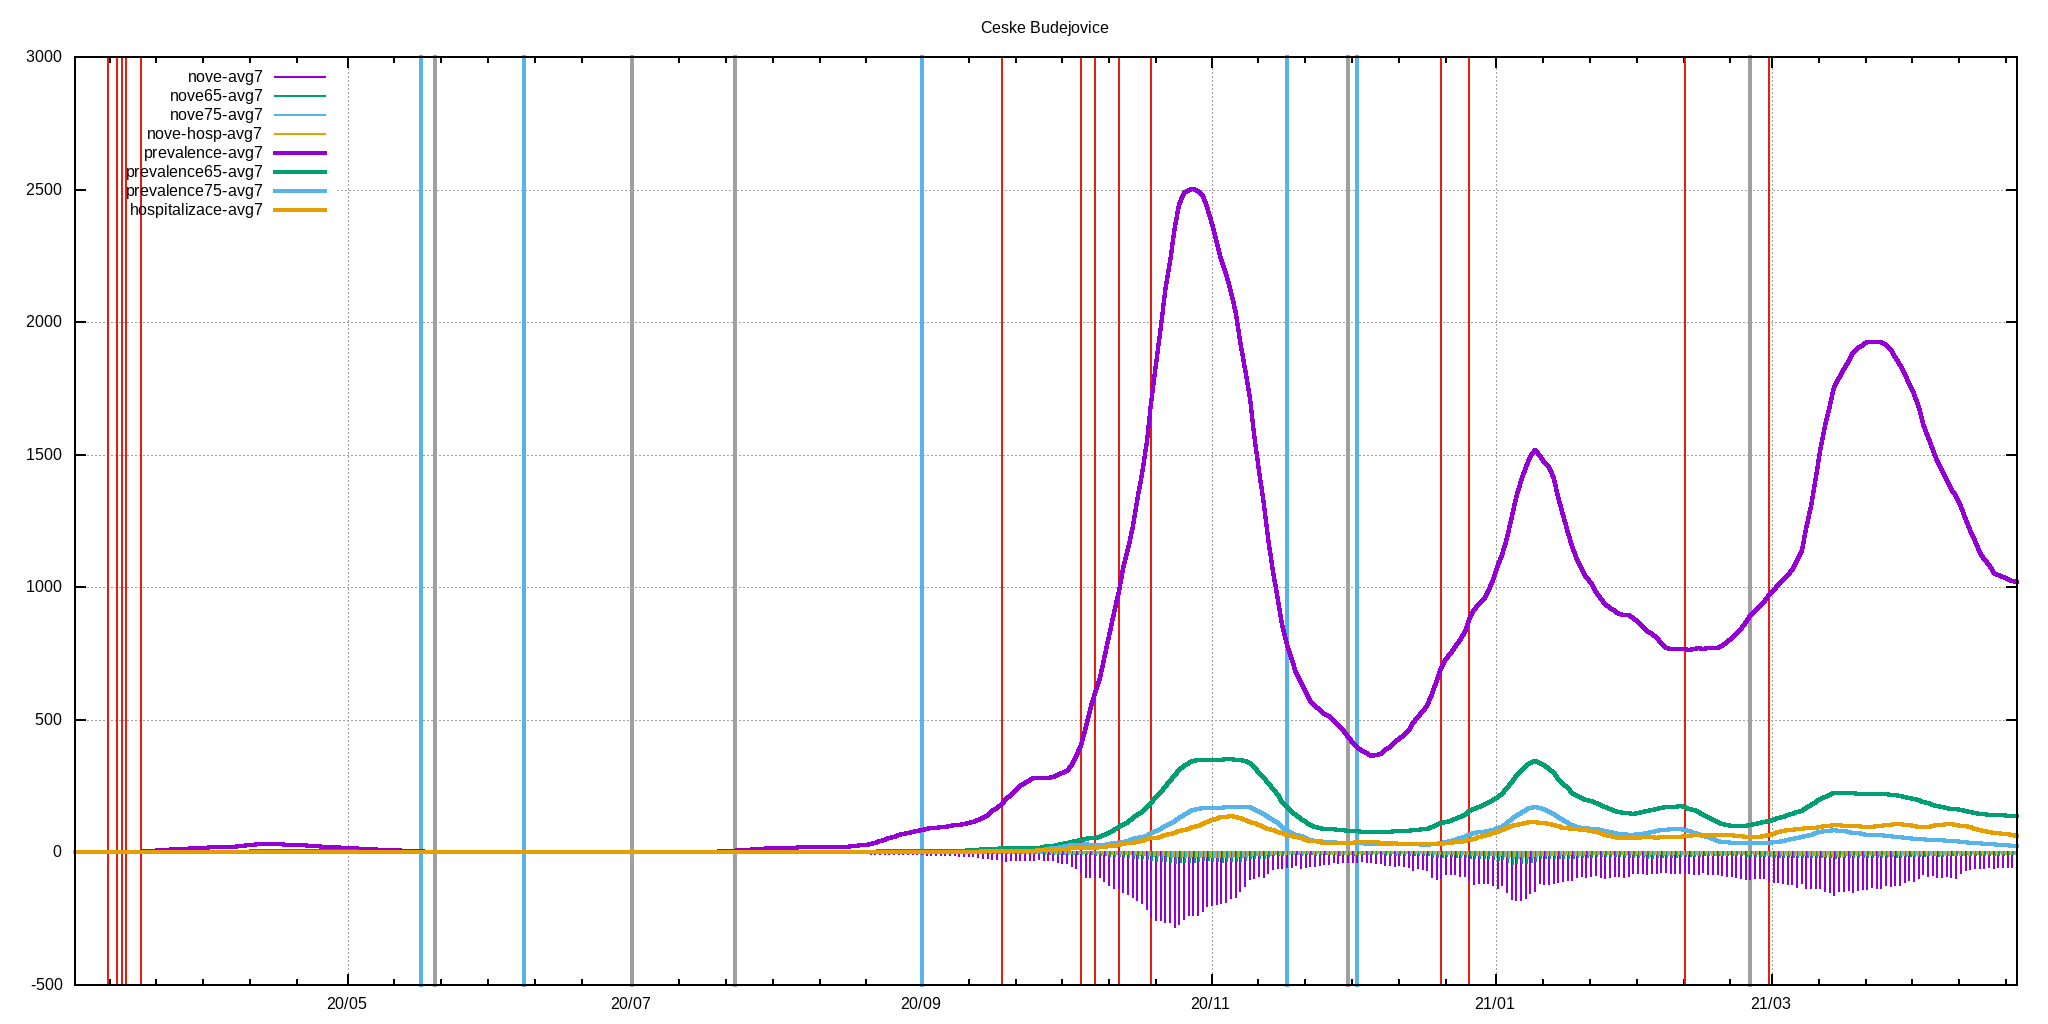 Ceske Budejovice
3000
2500
2000
1500
1000
500
0
-500
nove-avg7
nove65-avg7
nove75-avg7
nove-hosp-avg7
prevalence-avg7
prevalence65-avg7
prevalence75-avg7
hospitalizace-avg7
20/05 20/07 20/09 20/11 21/01 21/03